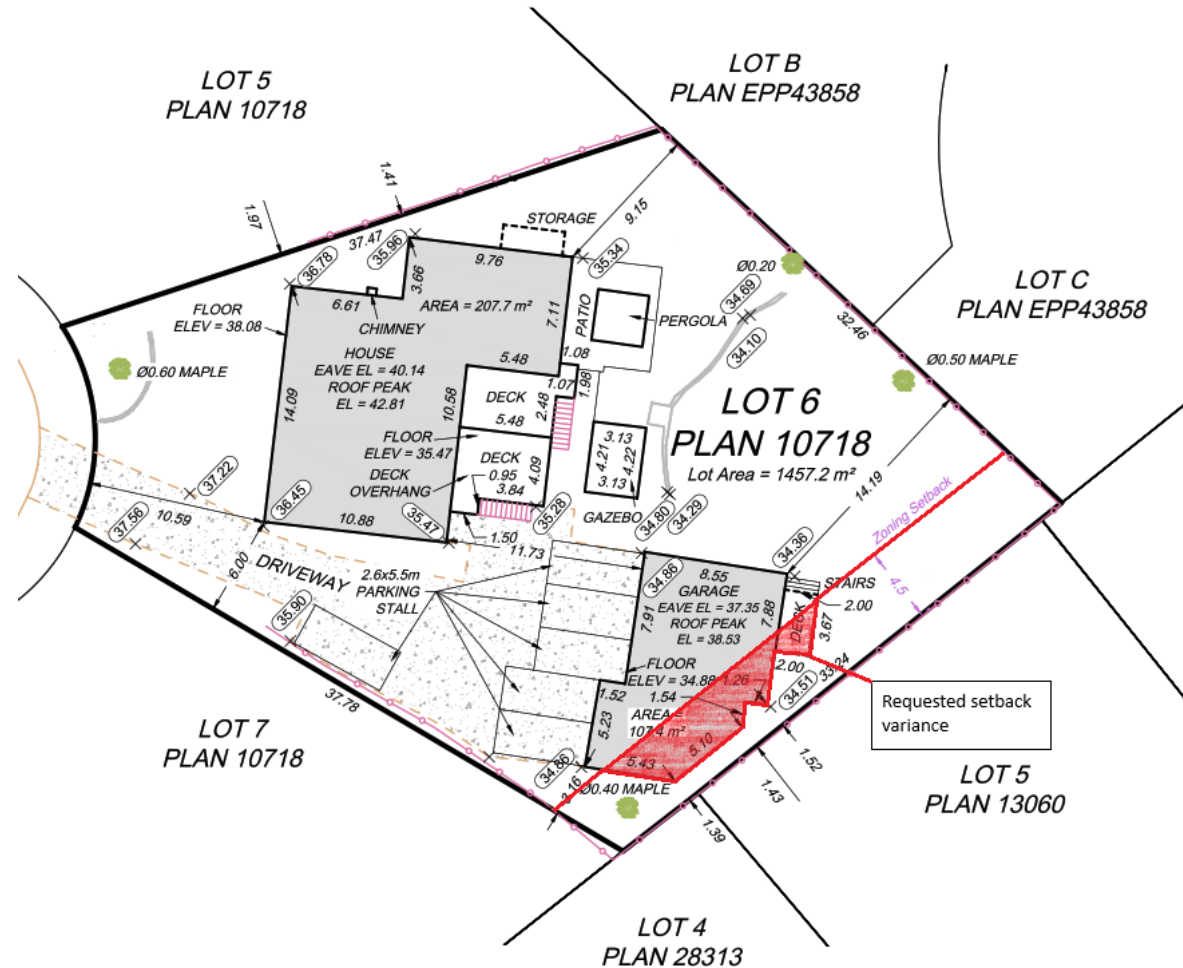 LOT 5
PLAN 10718
LOT B
PLAN EPP43858
LOT C
PLAN EPP43858
1.41
1.97
37.47
9.15
STORAGE
35.96
36.78
9.76
35.34
3.66
Ø0.20
34.69
34.10
FLOOR
ELEV = 38.08
6.61
AREA = 207.7 m²
7.11
PATIO
PERGOLA
CHIMNEY
32.46
HOUSE
EAVE EL = 40.14
ROOF PEAK
EL = 42.81
Ø0.60 MAPLE
Ø0.50 MAPLE
5.48
1.08
1.07
1.98
14.09
10.58
DECK
2.48
5.48
LOT 6
PLAN 10718
Lot Area = 1457.2 m²
FLOOR
ELEV = 35.47
DECK
DECK
OVERHANG
0.95
3.84
4.09
3.13
4.21
4.22
3.13
GAZEBO
14.19
37.22
37.56
10.59
36.45
10.88
35.47
1.50
11.73
35.28
34.80
34.29
34.36
Zoning Setback
4.5
6.00
DRIVEWAY
2.6x5.5m
PARKING
STALL
35.90
34.86
8.55
GARAGE
EAVE EL = 37.35
ROOF PEAK
EL = 38.53
7.91
7.88
STAIRS
2.00
DECK
3.67
FLOOR
ELEV = 34.88
1.26
2.00
33.24
34.51
1.52
1.54
AREA =
107.4 m²
5.23
5.10
5.43
Requested setback
variance
37.78
34.86
3.16
Ø0.40 MAPLE
1.52
1.43
1.39
LOT 7
PLAN 10718
LOT 5
PLAN 13060
LOT 4
PLAN 28313